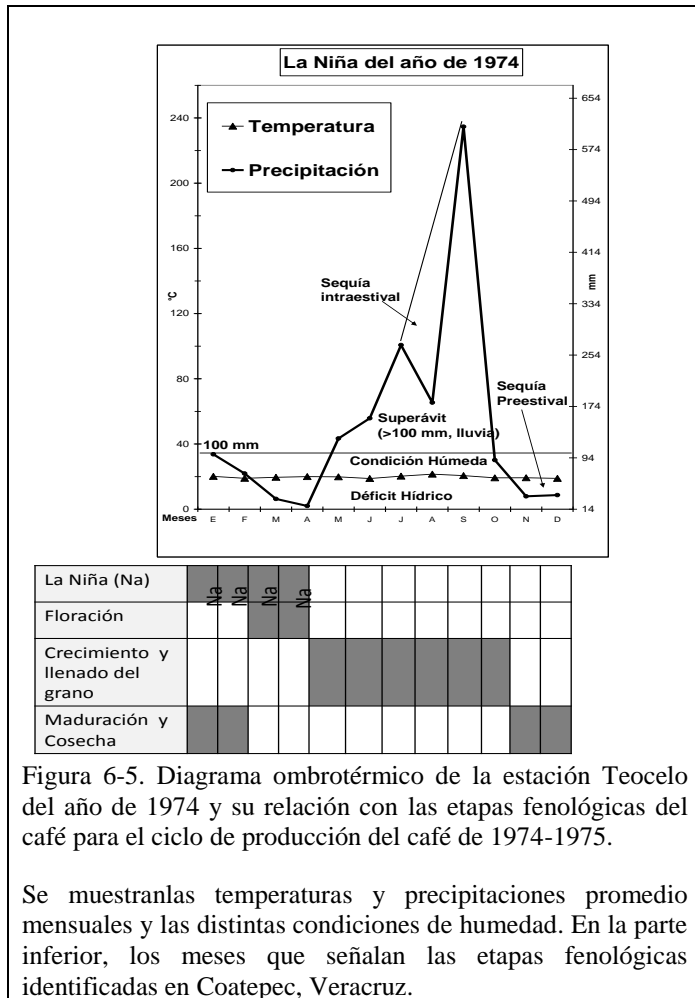 La Niña del año de 1974
Temperatura
Precipitación
°C
240
220
160
120
80
40
0
mm
654
574
494
414
334
254
174
94
14
Sequía
intraestival
Sequía
Preestival
Superávit
(>100 mm, lluvia)
100 mm
Condición Húmeda
Déficit Hídrico
Meses E F M A M J J A S O N D
La Niña (Na) Na Na Na Na
Floración
Crecimiento y
llenado del
grano
Maduración y
Cosecha
Figura 6-5. Diagrama ombrotérmico de la estación Teocelo
del año de 1974 y su relación con las etapas fenológicas del
café para el ciclo de producción del café de 1974-1975.
Se muestranlas temperaturas y precipitaciones promedio
mensuales y las distintas condiciones de humedad. En la parte
inferior, los meses que señalan las etapas fenológicas
identificadas en Coatepec, Veracruz.